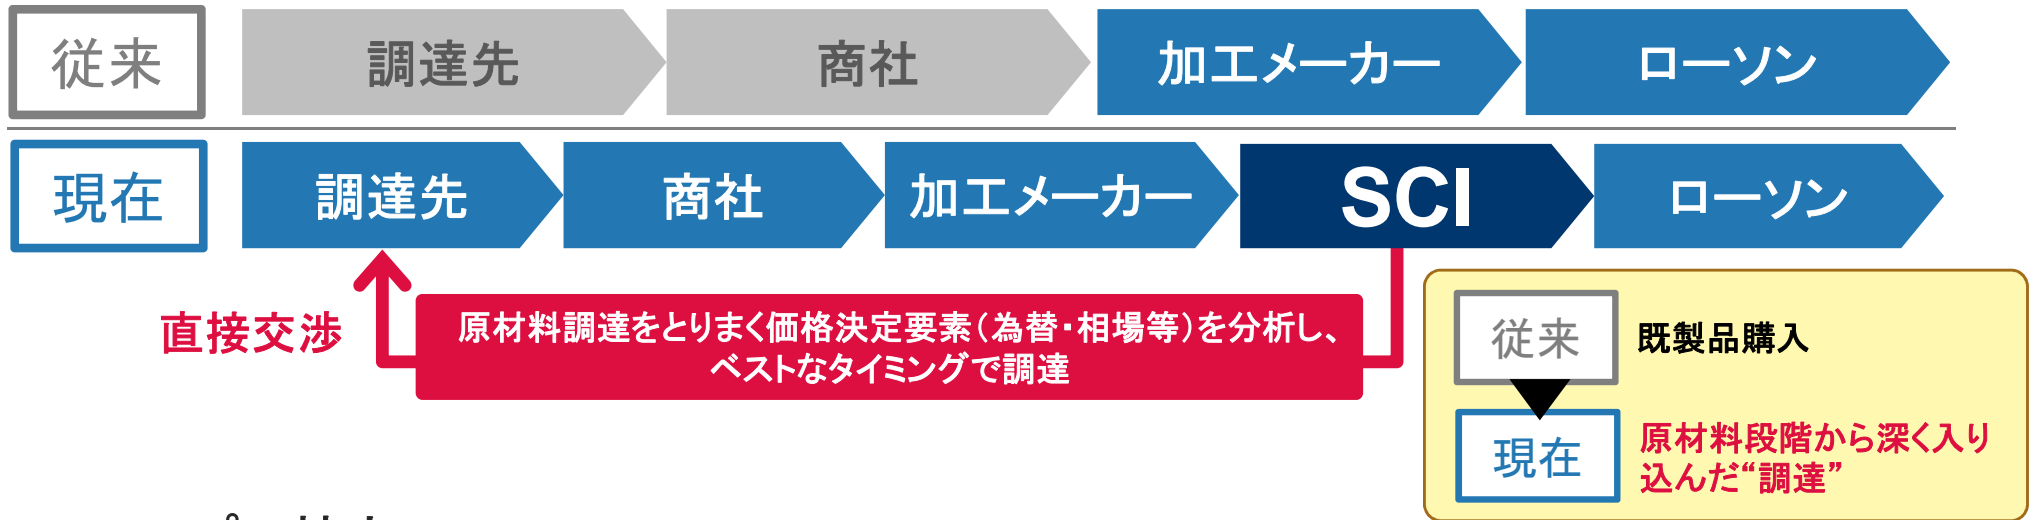 従来
調達先
商社
加工メーカー
ローソン
現在
調達先
商社
加工メーカー
SCI
ローソン
直接交渉
原材料調達をとりまく価格決定要素（為替・相場等）を分析し、
ベストなタイミングで調達
従来
既製品購入
現在
原材料段階から深く入り
込んだ“調達”